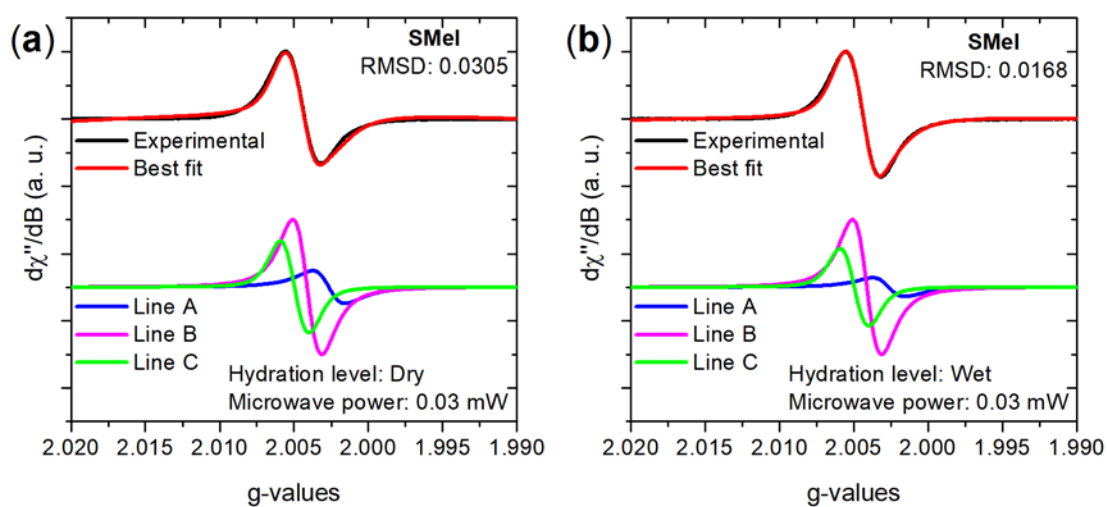 (a)
SMel
RMSD: 0.0305
Experimental
Best fit
dχ"/dB (a. u.)
Line A
Line B
Line C
Hydration level: Dry
Microwave power: 0.03 mW
2.020 2.015 2.010 2.005 2.000 1.995 1.990
g-values
(b)
SMel
RMSD: 0.0168
Experimental
Best fit
dχ"/dB (a. u.)
Line A
Line B
Line C
Hydration level: Wet
Microwave power: 0.03 mW
2.020 2.015 2.010 2.005 2.000 1.995 1.990
g-values